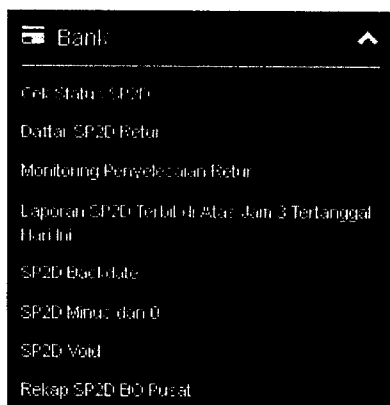 Bank
Cek Status SP2D
Daftar SP2D Retur
Monitoring Penyelesaian Retur
Laporan SP2D Terbit di Atas Jam 3 Tertanggal
Hari Ini
SP2D Backdate
SP2D Minus dan 0
SP2D Void
Rekap SP2D BO Pusat